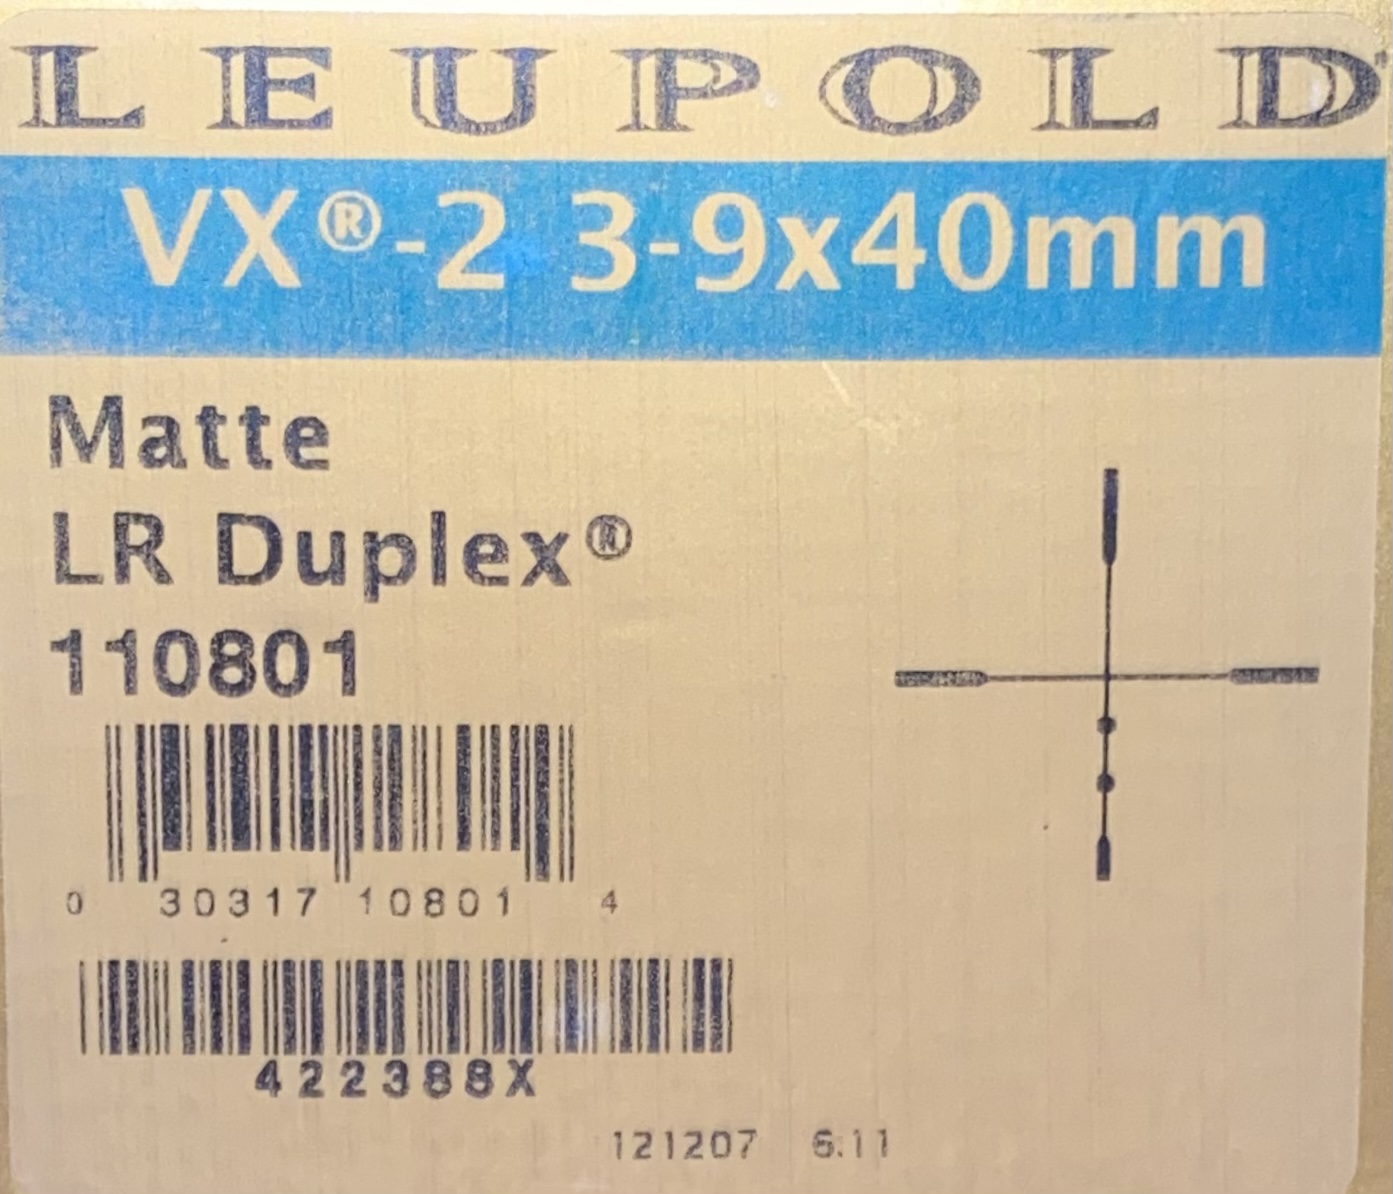 LEUPOLD
VX®-2 3-9x40mm
Matte
LR Duplex®
110801
0 30317 10801 4
422388X
121207 6.11